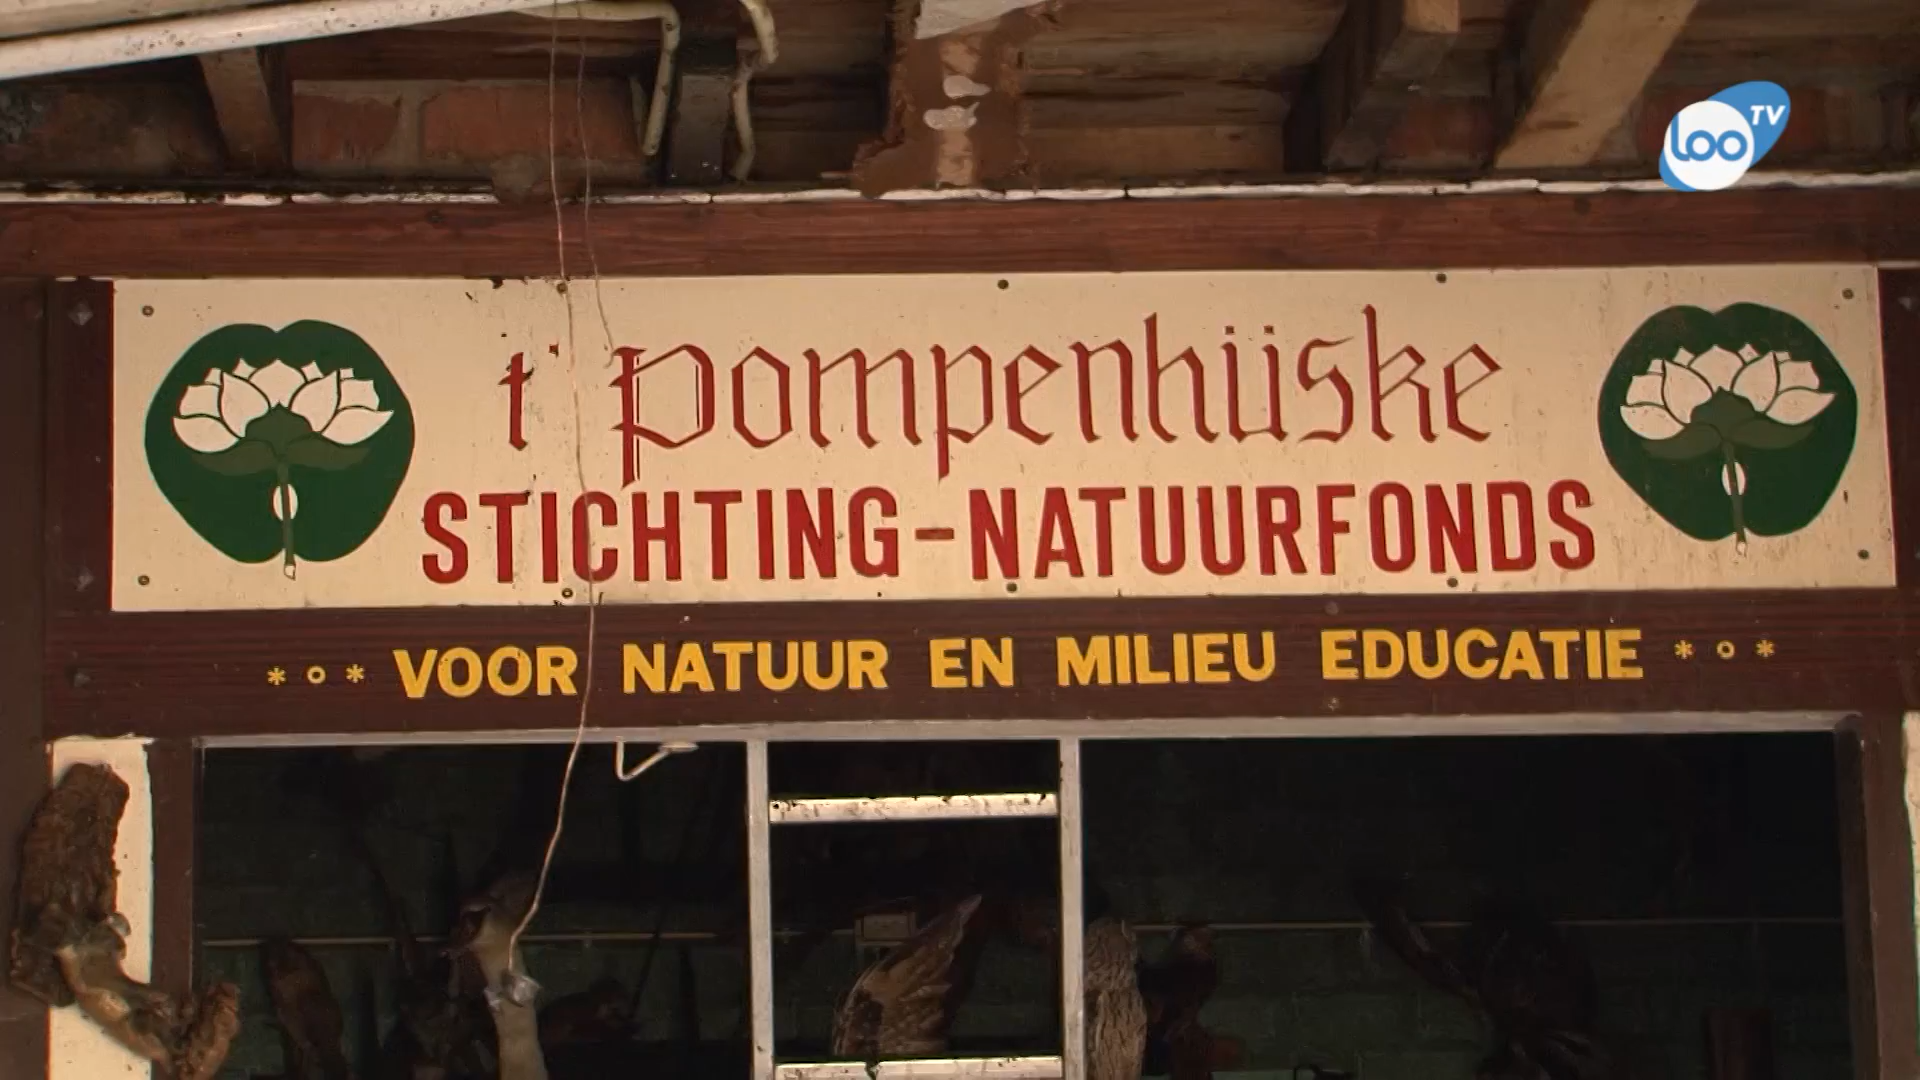 loo TV
t' Pompenhüske
STICHTING-NATUURFONDS
* o * VOOR NATUUR EN MILIEU EDUCATIE * o *